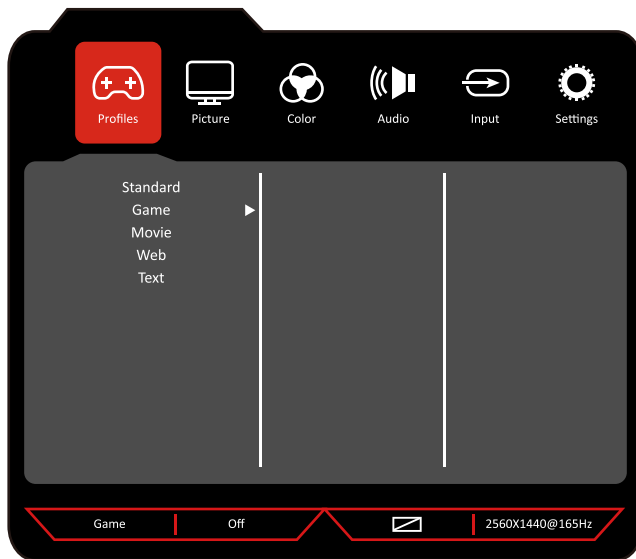 Profiles Picture Color Audio Input Settings
Standard
Game
Movie
Web
Text
Game Off 2560X1440@165Hz